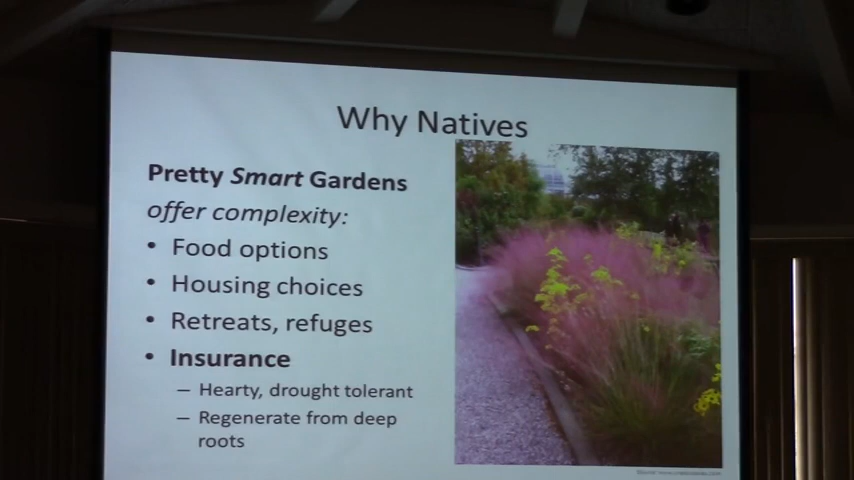 Why Natives
Pretty Smart Gardens
offer complexity:
• Food options
• Housing choices
• Retreats, refuges
• Insurance
– Hearty, drought tolerant
– Regenerate from deep
roots